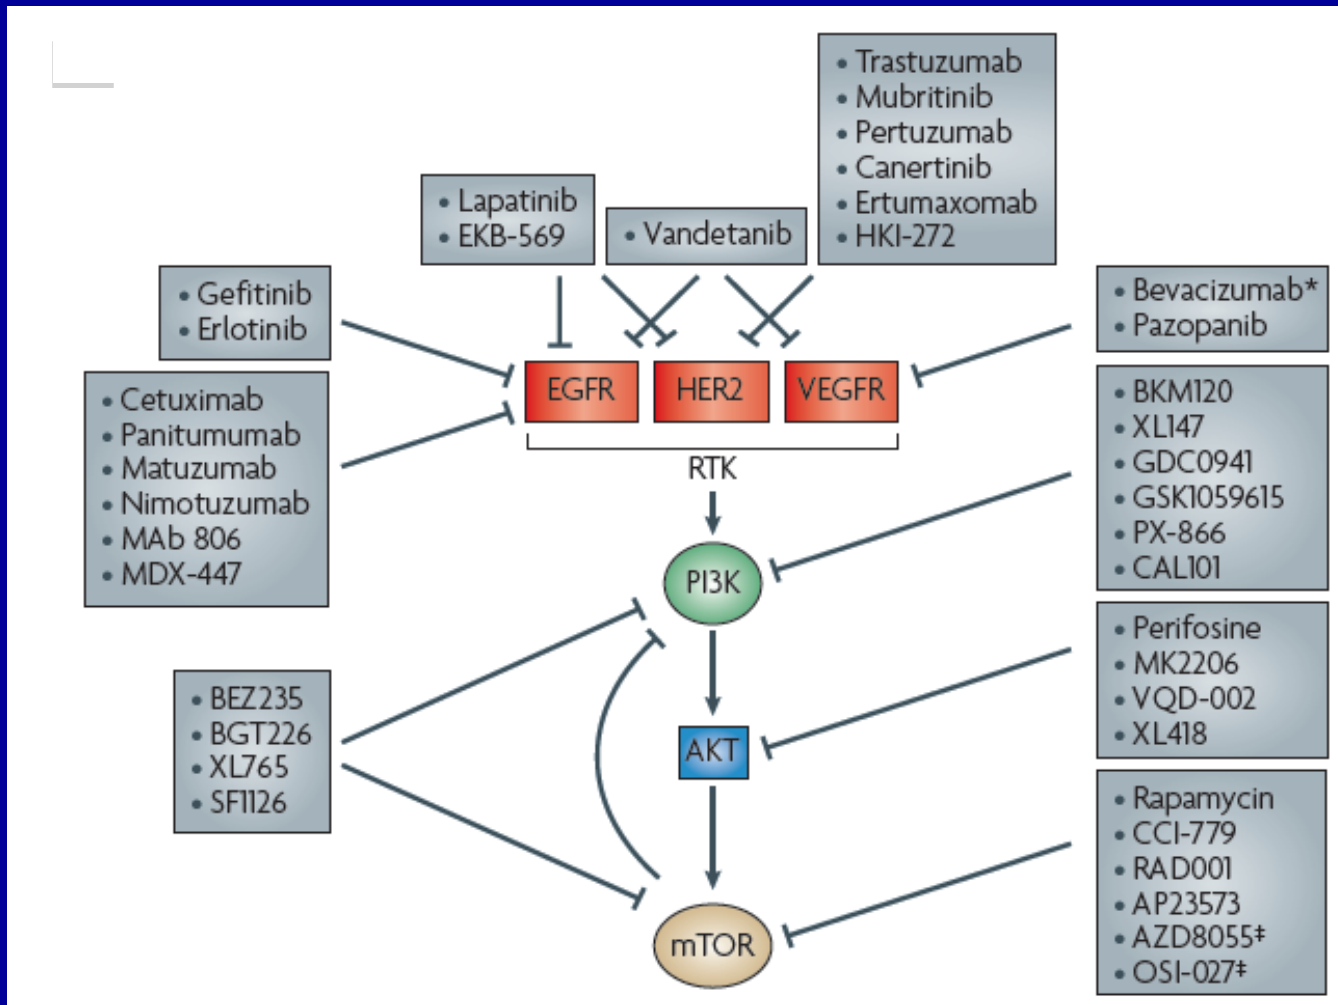 • Trastuzumab
• Mubritinib
• Pertuzumab
• Canertinib
• Ertumaxomab
• HKI-272
• Lapatinib
• EKB-569
• Vandetanib
• Gefitinib
• Erlotinib
• Bevacizumab*
• Pazopanib
EGFR
HER2
VEGFR
RTK
• Cetuximab
• Panitumumab
• Matuzumab
• Nimotuzumab
• MAb 806
• MDX-447
• BKM120
• XL147
• GDC0941
• GSK1059615
• PX-866
• CAL101
PI3K
• Perifosine
• MK2206
• VQD-002
• XL418
• BEZ235
• BGT226
• XL765
• SF1126
AKT
• Rapamycin
• CCI-779
• RAD001
• AP23573
• AZD8055‡
• OSI-027‡
mTOR